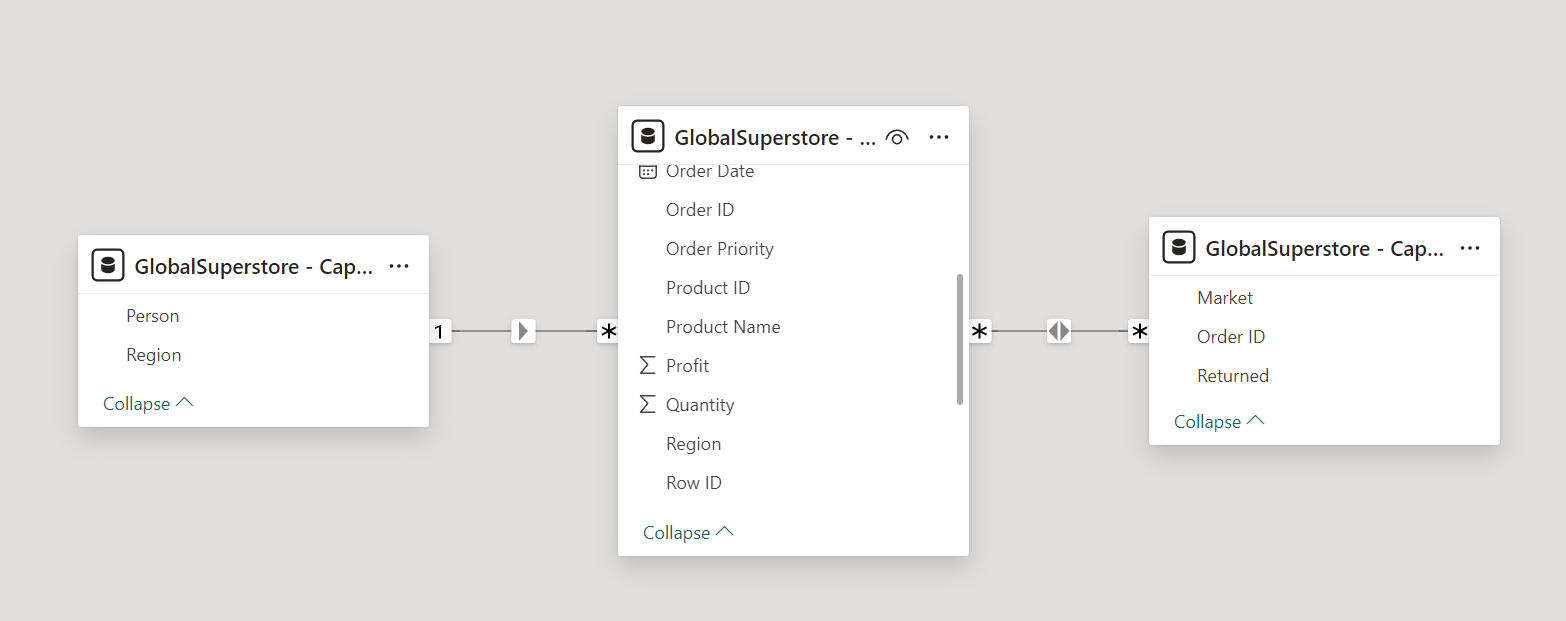 GlobalSuperstore - Cap...
Person
Region
Collapse
1
*
GlobalSuperstore - ...
Order Date
Order ID
Order Priority
Product ID
Product Name
Profit
Quantity
Region
Row ID
Collapse
*
*
GlobalSuperstore - Cap...
Market
Order ID
Returned
Collapse